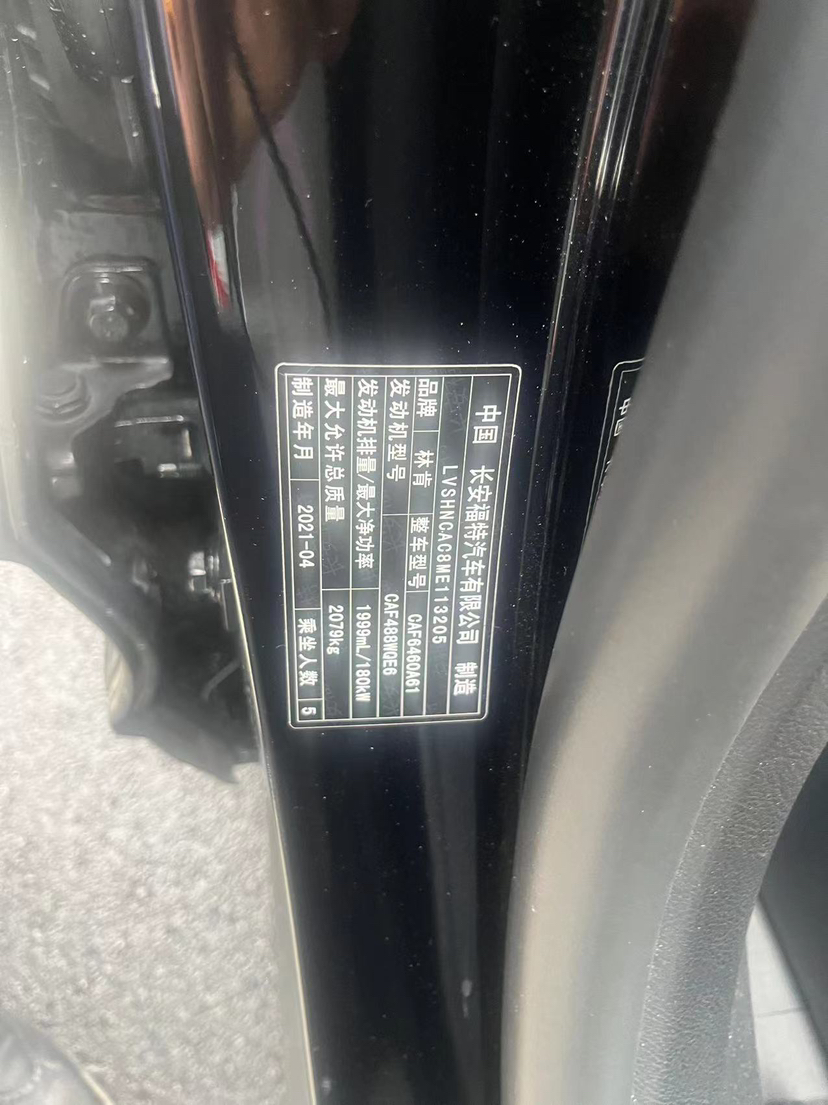 中国 长安福特汽车有限公司 制造
LVSHNCAC8ME113205
品牌 林肯 整车型号 CAF6460A61
发动机型号 CAF488WQE6
发动机排量/最大净功率 1999mL/180kW
最大允许总质量 2079kg
制造年月 2021-04 乘坐人数 5
中国